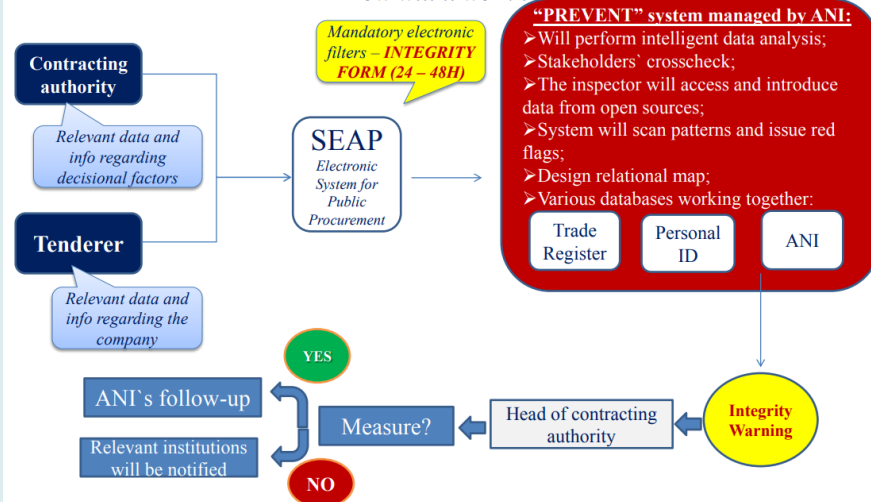 Contracting
authority
Relevant data and
info regarding
decisional factors
Tenderer
Relevant data and
info regarding the
company
Mandatory electronic
filters – INTEGRITY
FORM (24 – 48H)
SEAP
Electronic
System for
Public
Procurement
“PREVENT” system managed by ANI:
➢Will perform intelligent data analysis;
➢Stakeholders` crosscheck;
➢The inspector will access and introduce
data from open sources;
➢System will scan patterns and issue red
flags;
➢Design relational map;
➢Various databases working together:
Trade
Register
Personal
ID
ANI
Integrity
Warning
Head of contracting
authority
Measure?
YES
ANI`s follow-up
Relevant institutions
will be notified
NO